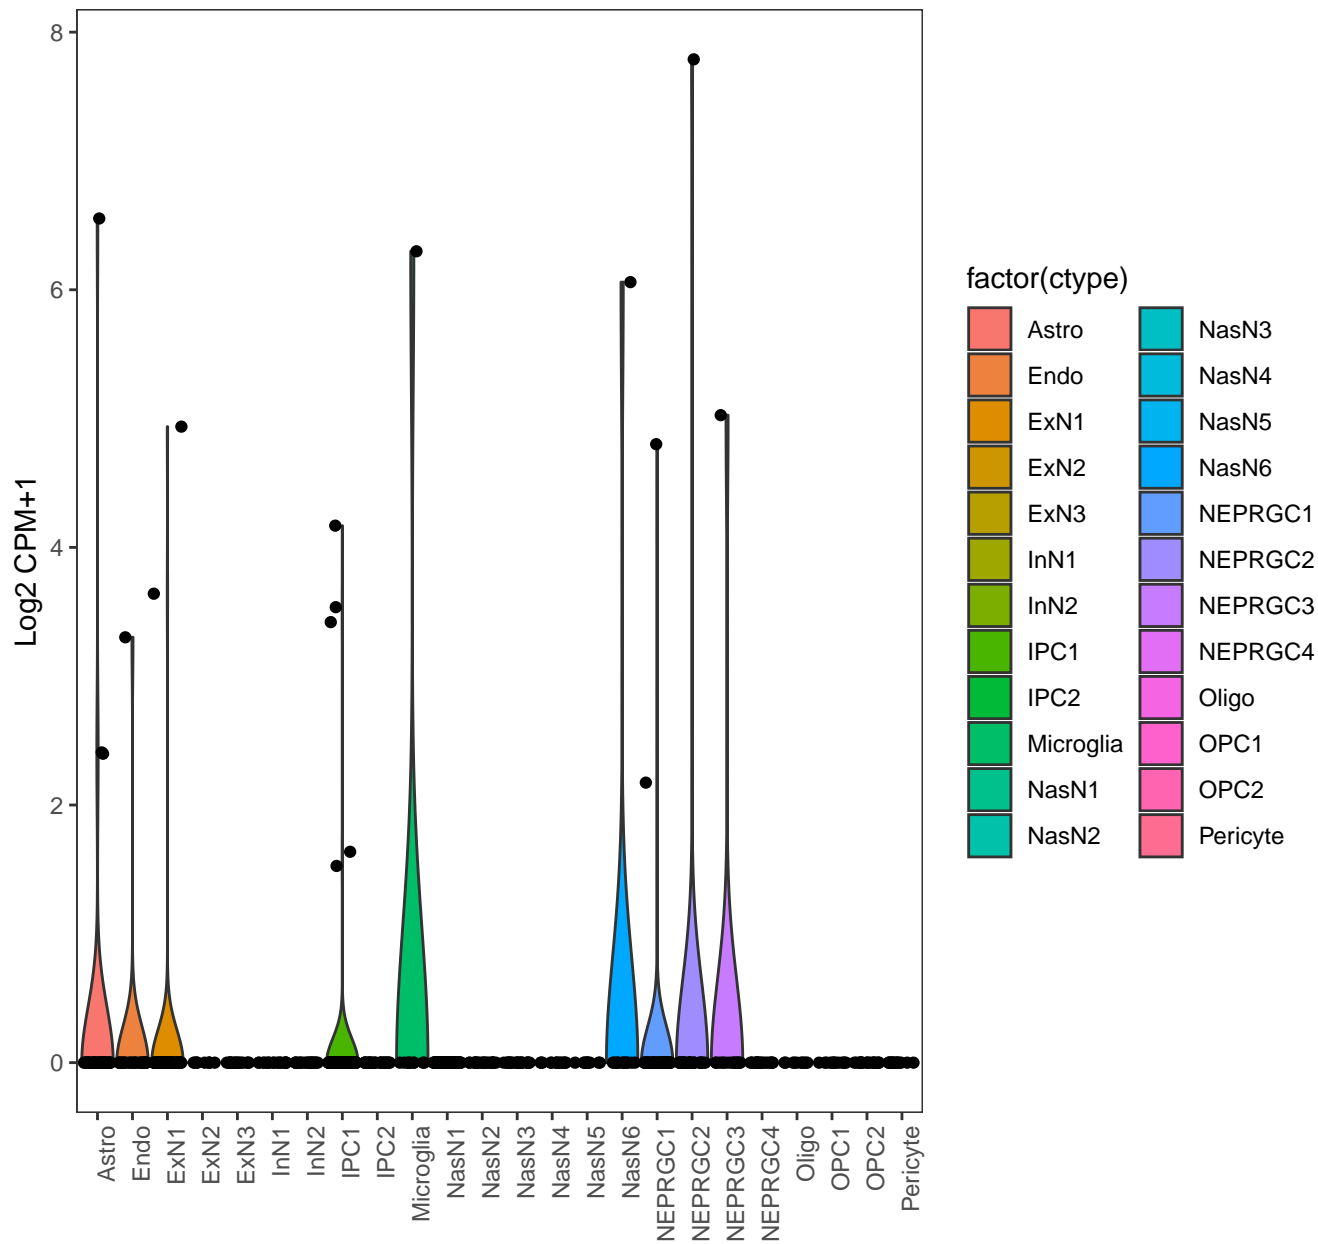 8
6
4
2
0
Log2 CPM+1
Astro
Endo
ExN1
ExN2
ExN3
InN1
InN2
IPC1
IPC2
Microglia
NasN1
NasN2
NasN3
NasN4
NasN5
NasN6
NEPRGC1
NEPRGC2
NEPRGC3
NEPRGC4
Oligo
OPC1
OPC2
Pericyte
factor(ctype)
Astro
Endo
ExN1
ExN2
ExN3
InN1
InN2
IPC1
IPC2
Microglia
NasN1
NasN2
NasN3
NasN4
NasN5
NasN6
NEPRGC1
NEPRGC2
NEPRGC3
NEPRGC4
Oligo
OPC1
OPC2
Pericyte